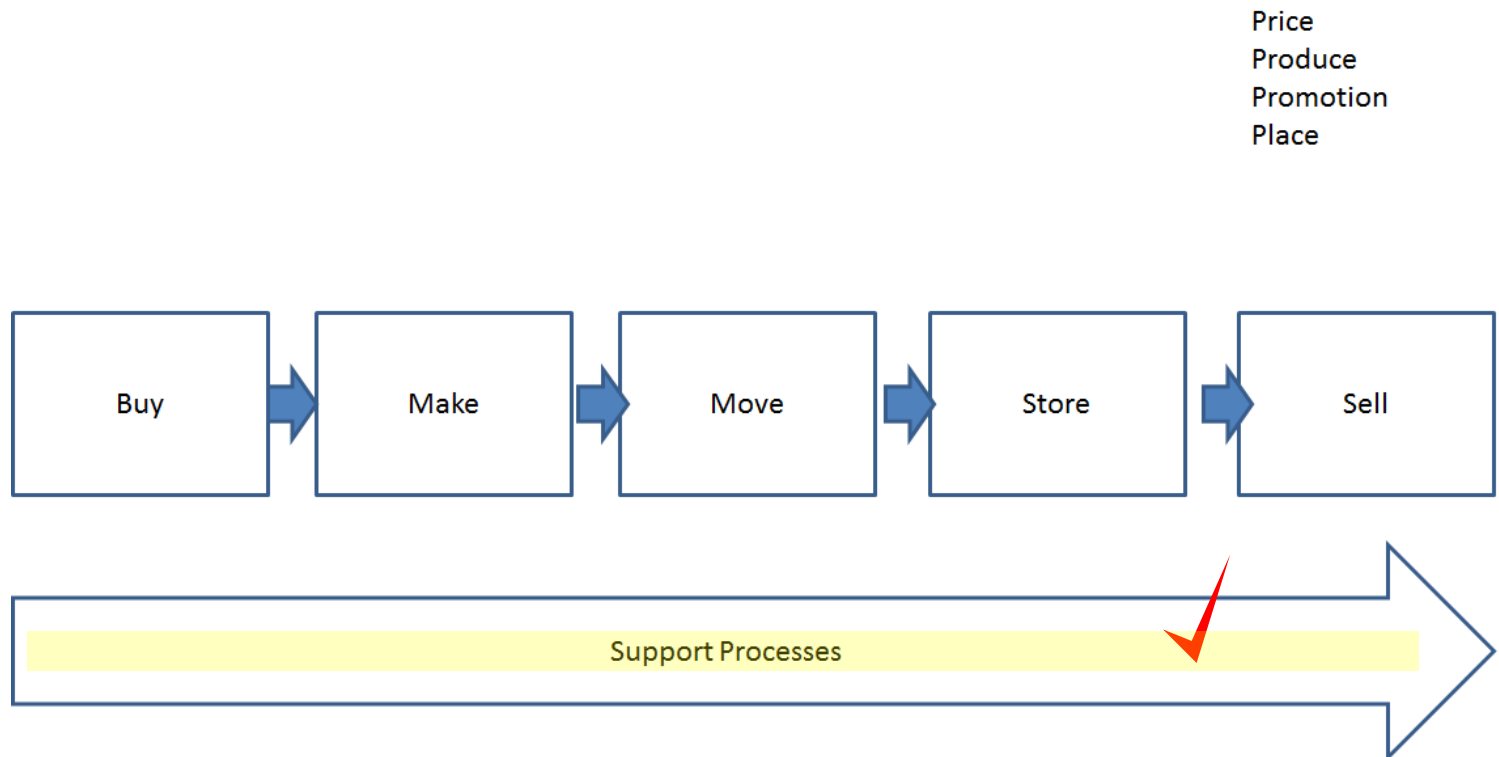 Price
Produce
Promotion
Place
Buy
Make
Move
Store
Sell
Support Processes